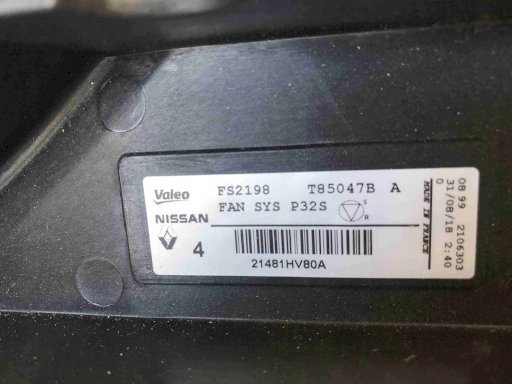 Valeo FS2198 T85047B A
NISSAN FAN SYS P32S S R
4
21481HV80A
MADE IN FRANCE
08 99 2106303
31/08/18 2:40
0